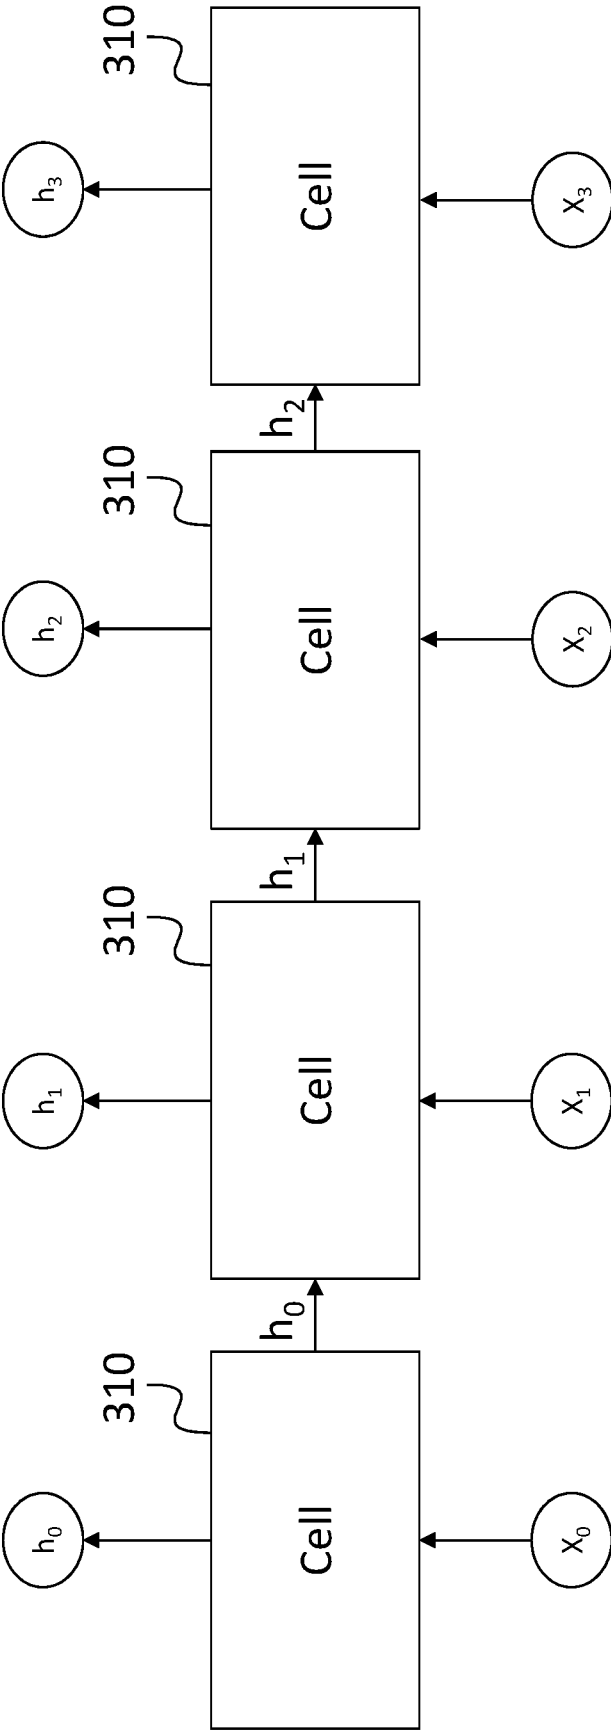 h₀ h₁ h₂ h₃
310 310 310 310
Cell h₀ Cell h₁ Cell h₂ Cell
X₀ X₁ X₂ X₃